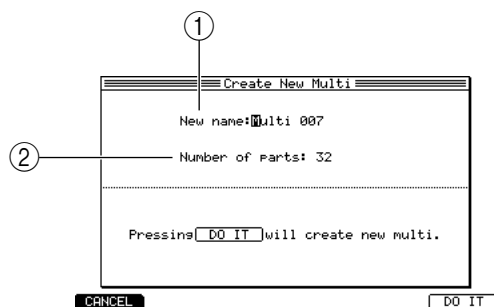 1
Create New Multi
New name:Multi 007
2
Number of parts: 32
Pressing DO IT will create new multi.
CANCEL DO IT